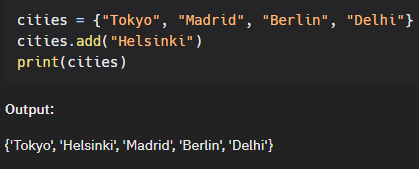 cities = {"Tokyo", "Madrid", "Berlin", "Delhi"}
cities.add("Helsinki")
print(cities)
Output:
{'Tokyo', 'Helsinki', 'Madrid', 'Berlin', 'Delhi'}